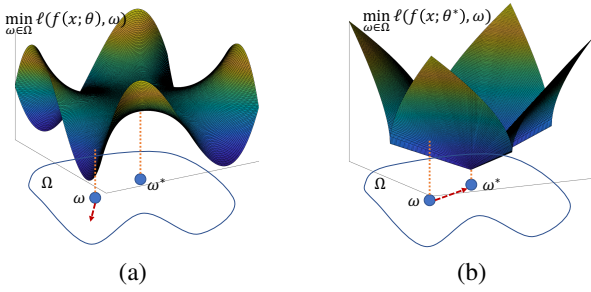 min ℓ(f(x; θ), ω)
ω∈Ω
Ω
ω*
ω
(a)
min ℓ(f(x; θ*), ω)
ω∈Ω
Ω
ω*
ω
(b)